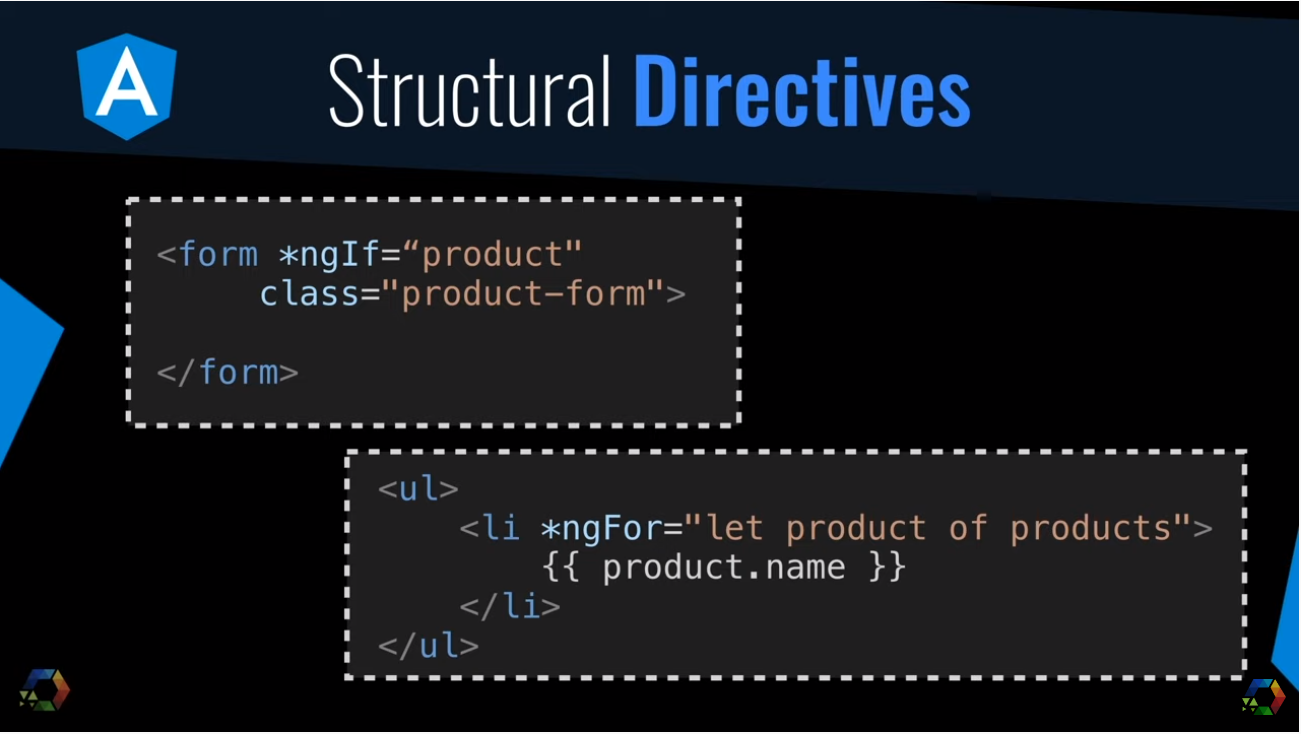 A
Structural Directives
<form *ngIf=“product"
class="product-form">
</form>
<ul>
<li *ngFor="let product of products">
{{ product.name }}
</li>
</ul>